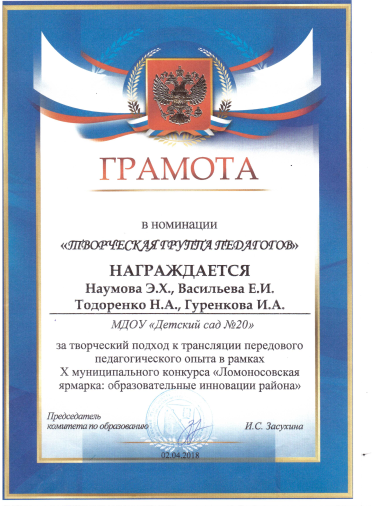 ГРАМОТА
в номинации
«ТВОРЧЕСКАЯ ГРУППА ПЕДАГОГОВ»
НАГРАЖДАЕТСЯ
Наумова Э.Х., Васильева Е.И.
Тодоренко Н.А., Гуренкова И.А.
МДОУ «Детский сад №20»
за творческий подход к трансляции передового
педагогического опыта в рамках
X муниципального конкурса «Ломоносовская
ярмарка: образовательные инновации района»
Председатель
комитета по образованию
И.С. Засухина
02.04.2018